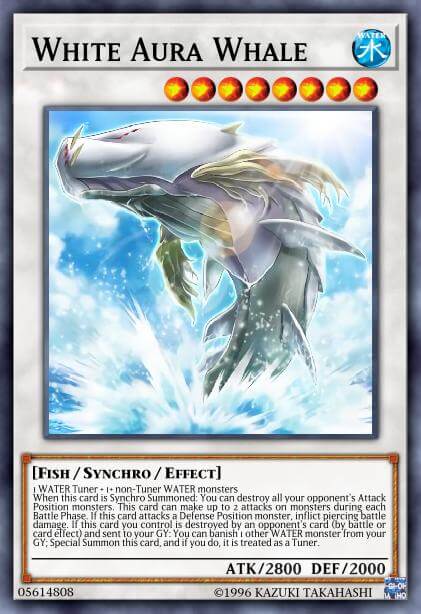 WHITE AURA WHALE
WATER
水
[FISH / SYNCHRO / EFFECT]
1 WATER Tuner + 1+ non-Tuner WATER monsters
When this card is Synchro Summoned: You can destroy all your opponent's Attack
Position monsters. This card can make up to 2 attacks on monsters during each
Battle Phase. If this card attacks a Defense Position monster, inflict piercing battle
damage. If this card you control is destroyed by an opponent's card (by battle or
card effect) and sent to your GY: You can banish 1 other WATER monster from your
GY; Special Summon this card, and if you do, it is treated as a Tuner.
ATK/2800 DEF/2000
05614808
©1996 KAZUKI TAKAHASHI